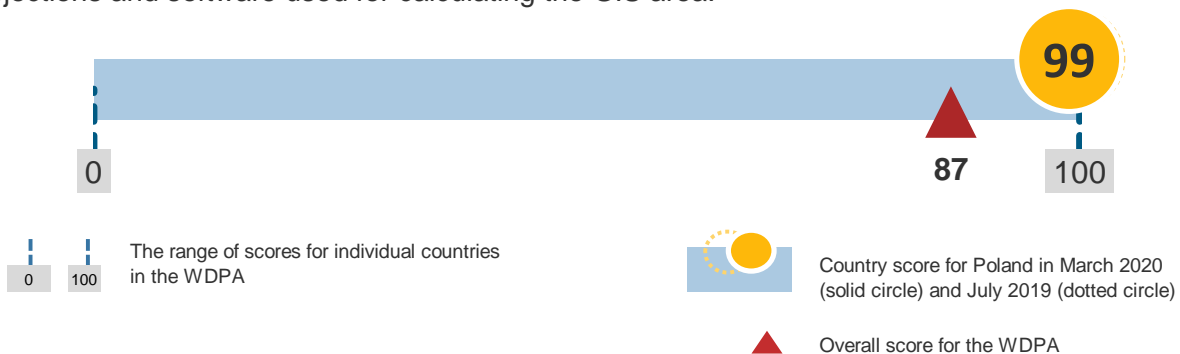 99
87
0
100
The range of scores for individual countries
in the WDPA
0
100
Country score for Poland in March 2020
(solid circle) and July 2019 (dotted circle)
Overall score for the WDPA